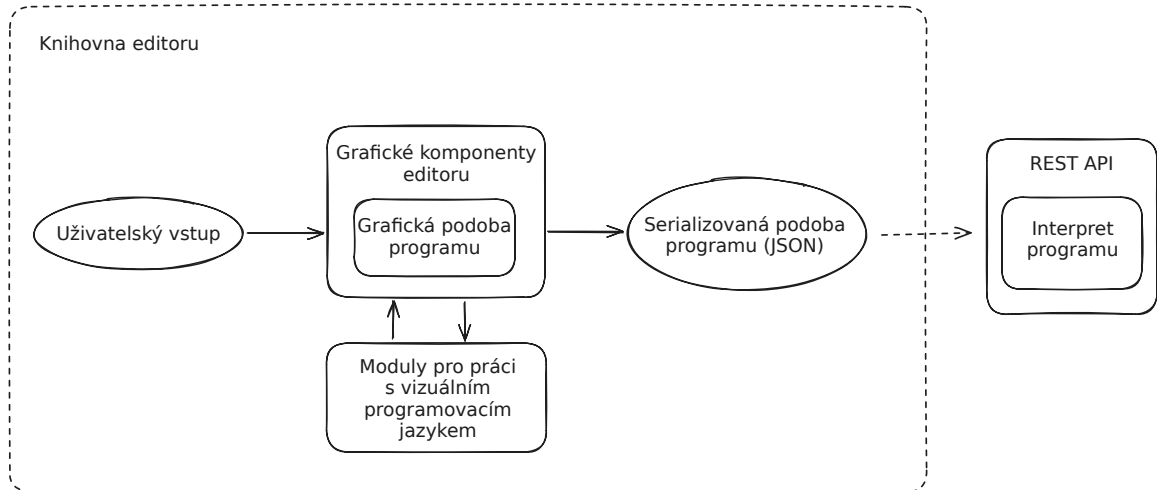 Knihovna editoru
Uživatelský vstup
Grafické komponenty
editoru
Grafická podoba
programu
Moduly pro práci
s vizuálním
programovacím
jazykem
Serializovaná podoba
programu (JSON)
REST API
Interpret
programu